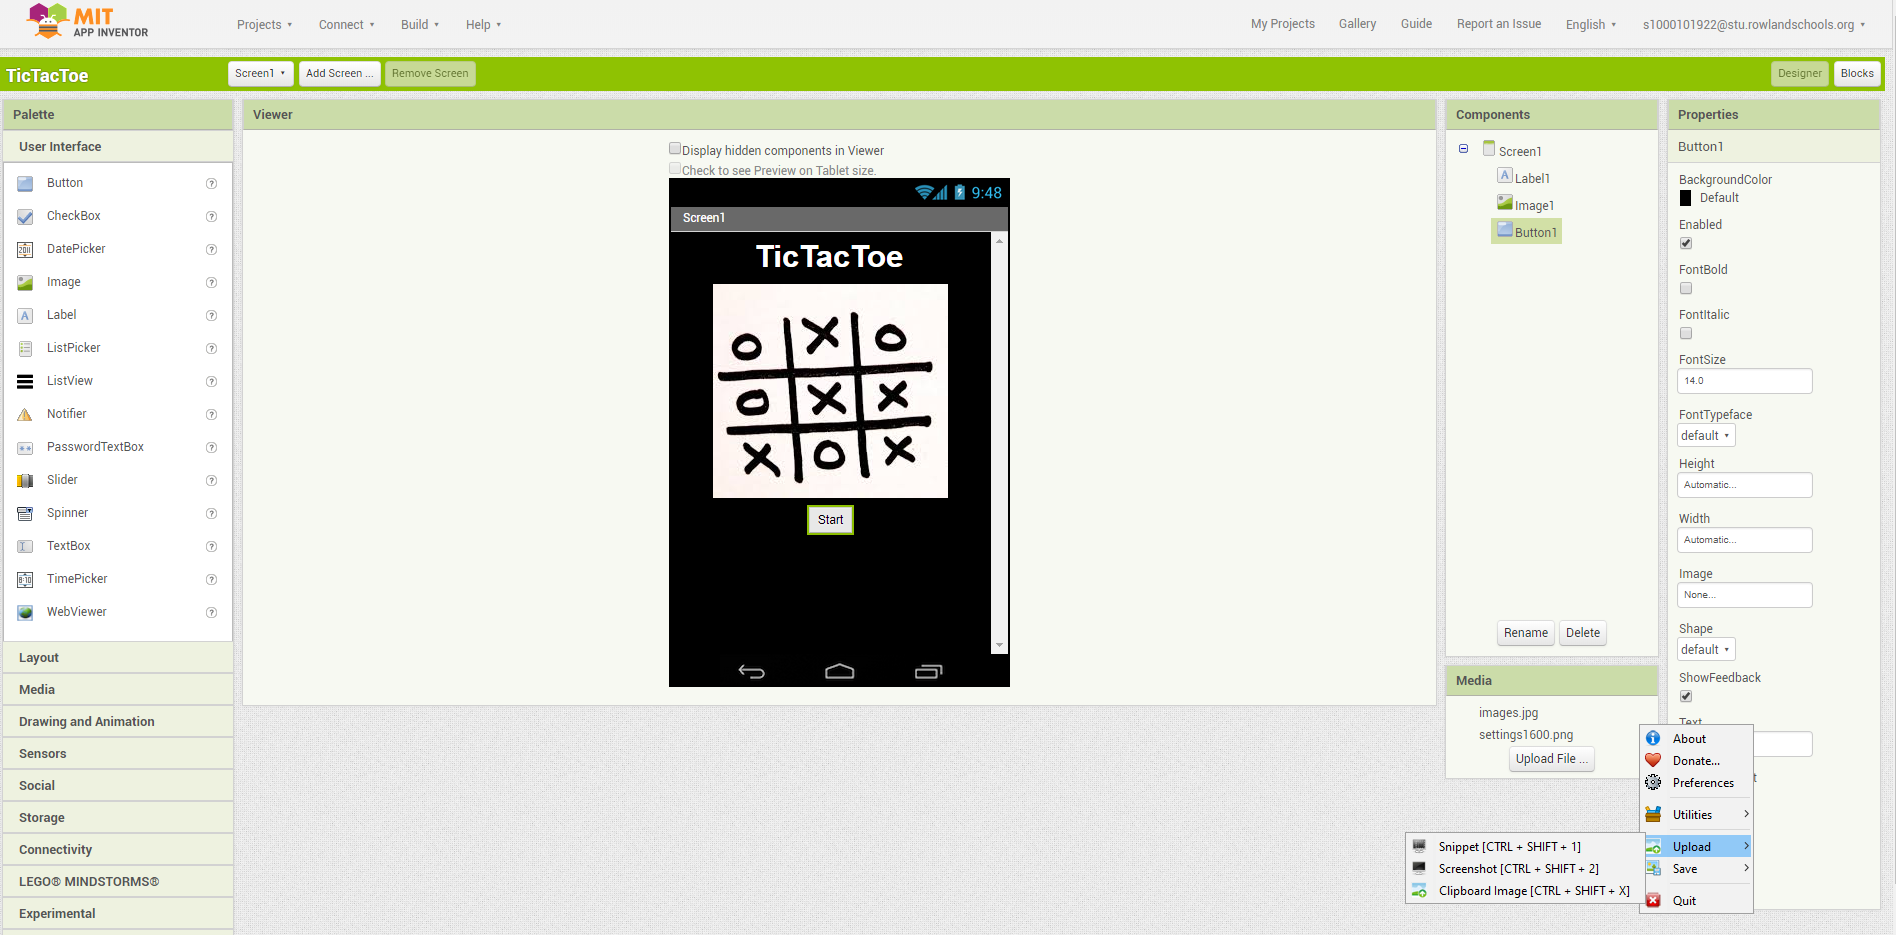 MIT
APP INVENTOR
Projects
Connect
Build
Help
My Projects
Gallery
Guide
Report an Issue
English
s1000101922@stu.rowlandschools.org
TicTacToe
Screen1
Add Screen ...
Remove Screen
Designer
Blocks
Palette
User Interface
Button
CheckBox
DatePicker
Image
Label
ListPicker
ListView
Notifier
PasswordTextBox
Slider
Spinner
TextBox
TimePicker
WebViewer
Layout
Media
Drawing and Animation
Sensors
Social
Storage
Connectivity
LEGO® MINDSTORMS®
Experimental
Viewer
Display hidden components in Viewer
Check to see Preview on Tablet size.
9:48
Screen1
TicTacToe
O X O
O X X
X O X
Start
Components
Screen1
Label1
Image1
Button1
Rename
Delete
Media
images.jpg
settings1600.png
Upload File ...
Properties
Button1
BackgroundColor
Default
Enabled
FontBold
FontItalic
FontSize
14.0
FontTypeface
default
Height
Automatic...
Width
Automatic...
Image
None...
Shape
default
ShowFeedback
Text
About
Donate...
Preferences
Utilities
Upload
Save
Quit
Snippet [CTRL + SHIFT + 1]
Screenshot [CTRL + SHIFT + 2]
Clipboard Image [CTRL + SHIFT + X]